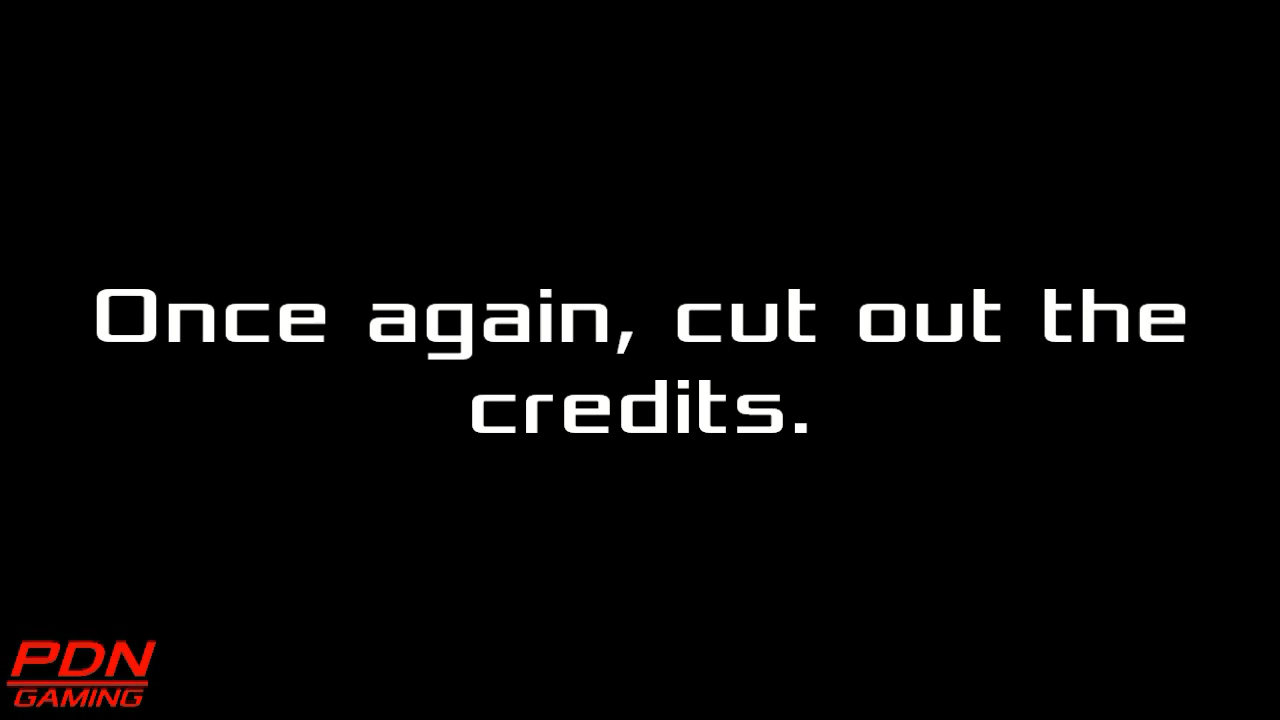 Once again, cut out the
credits.
PDN
GAMING